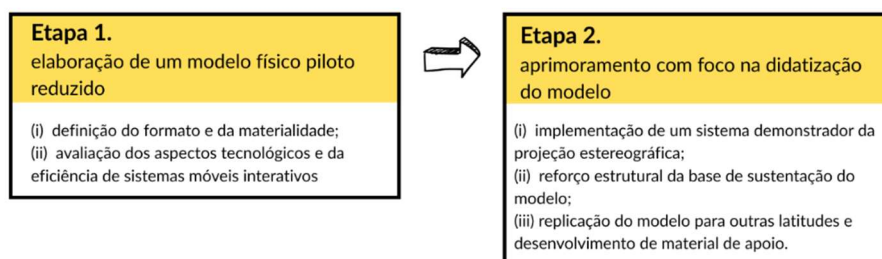 Etapa 1.
elaboração de um modelo físico piloto
reduzido
(i) definição do formato e da materialidade;
(ii) avaliação dos aspectos tecnológicos e da
eficiência de sistemas móveis interativos
Etapa 2.
aprimoramento com foco na didatização
do modelo
(i) implementação de um sistema demonstrador da
projeção estereográfica;
(ii) reforço estrutural da base de sustentação do
modelo;
(iii) replicação do modelo para outras latitudes e
desenvolvimento de material de apoio.